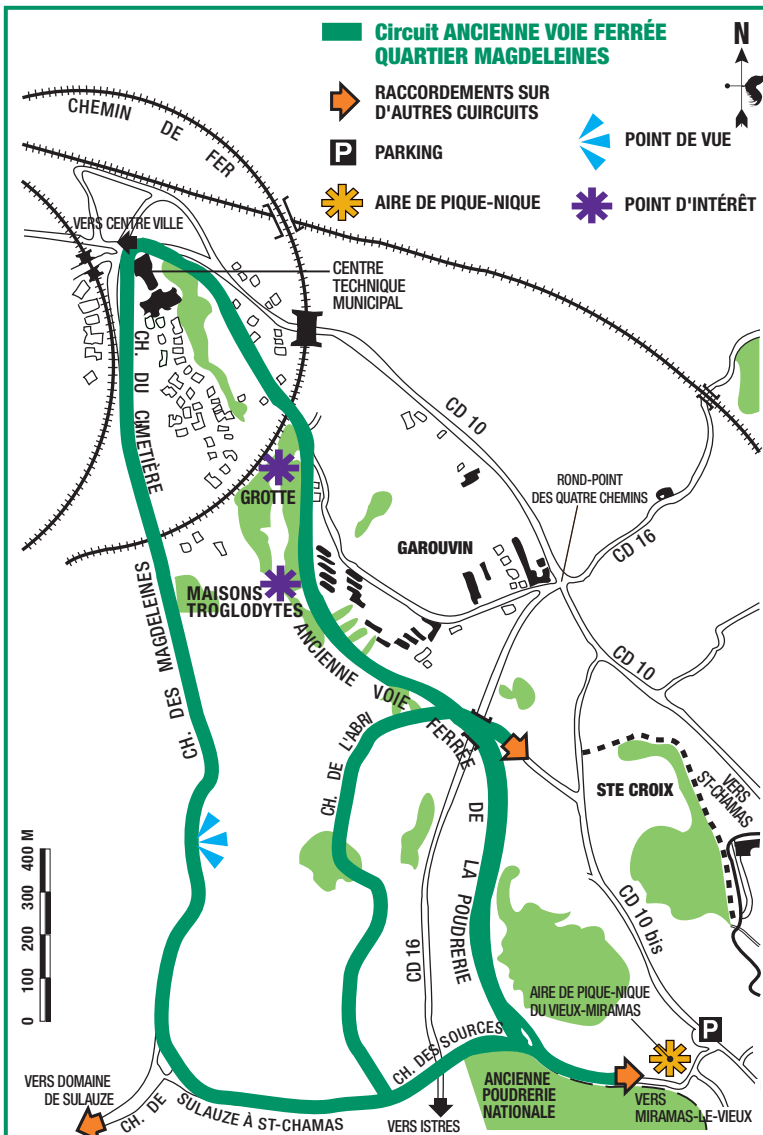 Circuit ANCIENNE VOIE FERRÉE
QUARTIER MAGDELEINES
N
RACCORDEMENTS SUR
D'AUTRES CUIRCUITS
P
PARKING
POINT DE VUE
AIRE DE PIQUE-NIQUE
POINT D'INTÉRÊT
CHEMIN DE FER
VERS CENTRE VILLE
CENTRE
TECHNIQUE
MUNICIPAL
CH. DU CIMETIÈRE
CD 10
ROND-POINT
DES QUATRE CHEMINS
GROTTE
CD 16
GAROUVIN
MAISONS
TROGLODYTES
CH. DES MAGDELEINES
ANCIENNE VOIE FERRÉE DE LA POUDRERIE
CD 10
CH. DE L'ABRI
STE CROIX
VERS
ST-CHAMAS
400 M
300
200
100
0
CD 16
CD 10 bis
AIRE DE PIQUE-NIQUE
DU VIEUX-MIRAMAS
P
CH. DES SOURCES
ANCIENNE
POUDRERIE
NATIONALE
VERS
MIRAMAS-LE-VIEUX
VERS DOMAINE
DE SULAUZE
CH. DE SULAUZE À ST-CHAMAS
VERS ISTRES